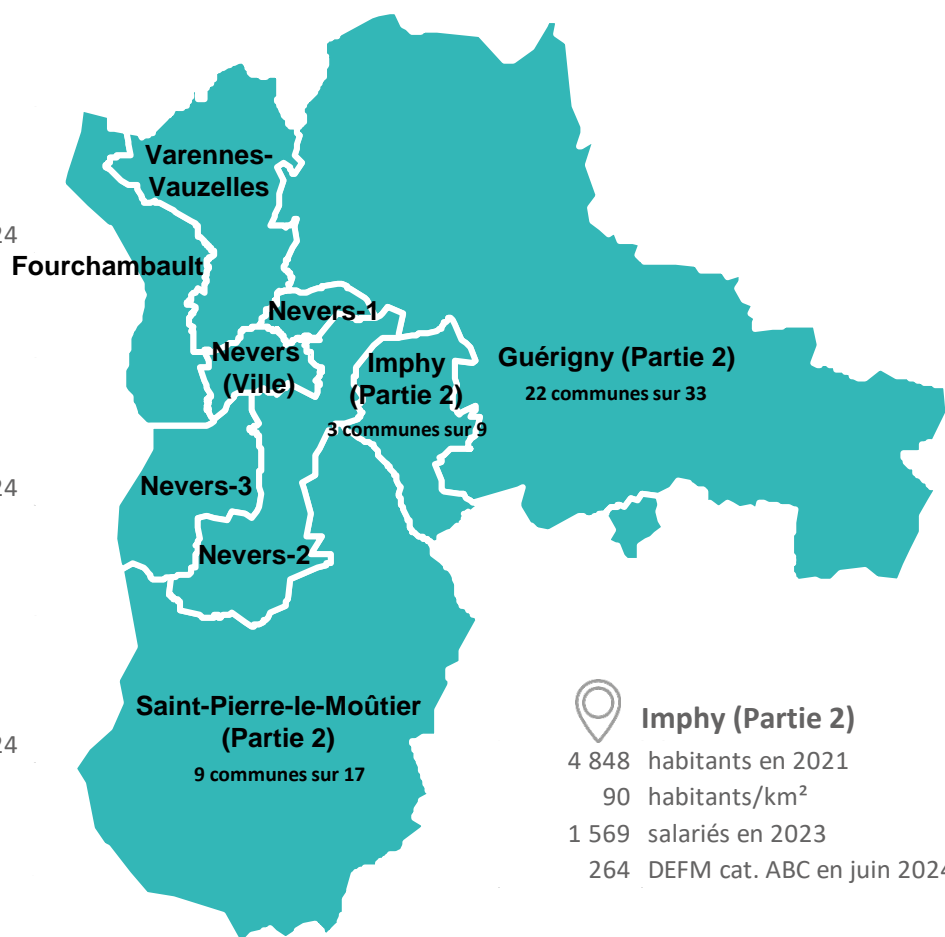 Varennes-
Vauzelles
24
Fourchambault
Nevers-1
Nevers
(Ville)
Imphy
(Partie 2)
3 communes sur 9
Guérigny (Partie 2)
22 communes sur 33
24
Nevers-3
Nevers-2
Saint-Pierre-le-Moûtier
(Partie 2)
9 communes sur 17
24
Imphy (Partie 2)
4 848 habitants en 2021
90 habitants/km²
1 569 salariés en 2023
264 DEFM cat. ABC en juin 2024